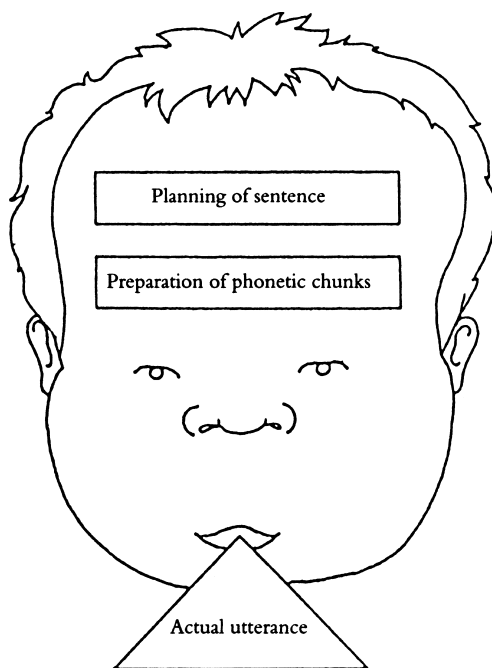 Planning of sentence
Preparation of phonetic chunks
Actual utterance